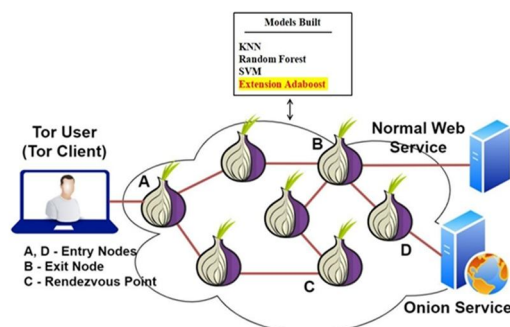 Models Built
KNN
Random Forest
SVM
Extension Adaboost
Tor User
(Tor Client)
A
B
Normal Web
Service
A, D - Entry Nodes
B - Exit Node
C - Rendezvous Point
C
D
Onion Service